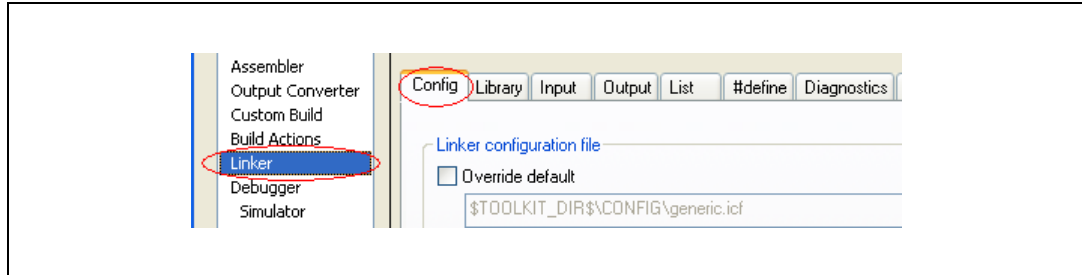 Assembler
Output Converter
Custom Build
Build Actions
Linker
Debugger
Simulator
Config Library Input Output List #define Diagnostics
Linker configuration file
Override default
$TOOLKIT_DIR$\CONFIG\generic.icf